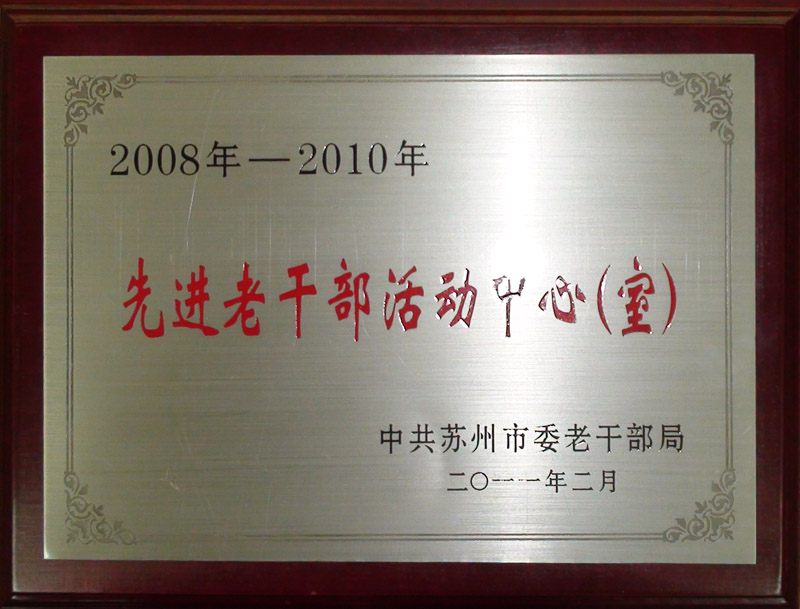 2008年—2010年
先进老干部活动中心(室)
中共苏州市委老干部局
二〇一一年二月